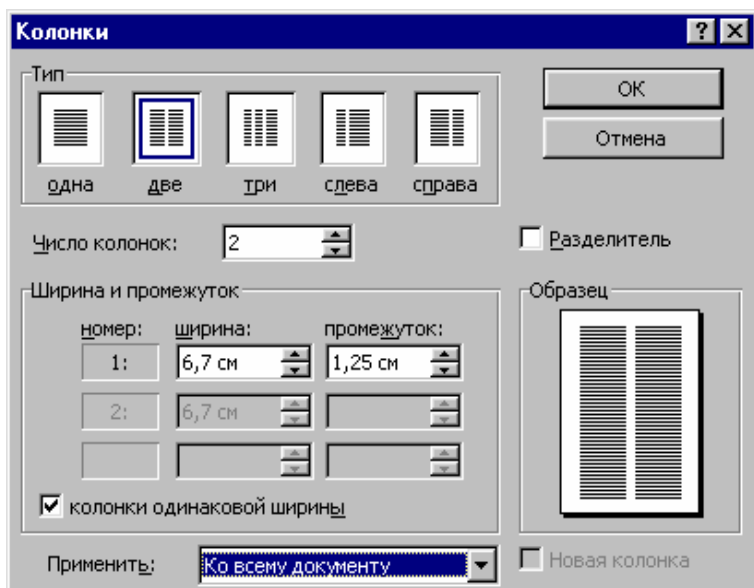 Колонки
Тип
ОК
Отмена
одна две три слева справа
Число колонок: 2
Разделитель
Ширина и промежуток
Образец
номер: ширина: промежуток:
1: 6,7 см 1,25 см
2: 6,7 см
колонки одинаковой ширины
Применить: Ко всему документу
Новая колонка